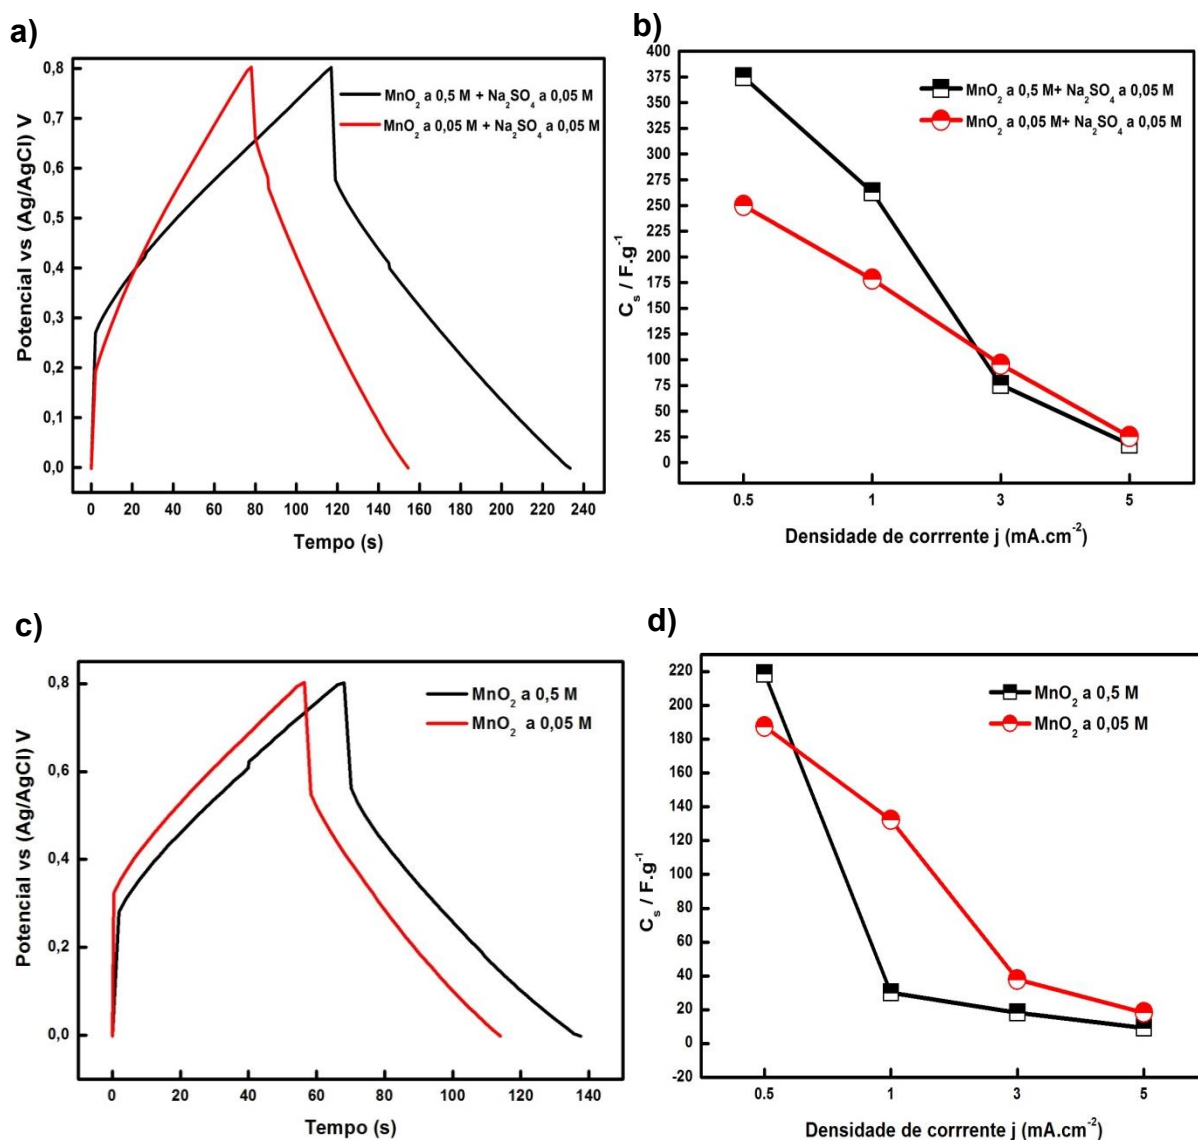 a)
Potencial vs (Ag/AgCl) V
0,8
0,7
0,6
0,5
0,4
0,3
0,2
0,1
0,0
MnO₂ a 0,5 M + Na₂SO₄ a 0,05 M
MnO₂ a 0,05 M + Na₂SO₄ a 0,05 M
0 20 40 60 80 100 120 140 160 180 200 220 240
Tempo (s)
b)
Cₛ / F.g⁻¹
400
375
350
325
300
275
250
225
200
175
150
125
100
75
50
25
0
MnO₂ a 0,5 M+ Na₂SO₄ a 0,05 M
MnO₂ a 0,05 M+ Na₂SO₄ a 0,05 M
0.5 1 3 5
Densidade de corrrente j (mA.cm⁻²)
c)
Potencial vs (Ag/AgCl) V
0,8
0,6
0,4
0,2
0,0
MnO₂ a 0,5 M
MnO₂ a 0,05 M
0 20 40 60 80 100 120 140
Tempo (s)
d)
Cₛ / F.g⁻¹
220
200
180
160
140
120
100
80
60
40
20
0
-20
MnO₂ a 0,5 M
MnO₂ a 0,05 M
0.5 1 3 5
Densidade de corrrente j (mA.cm⁻²)